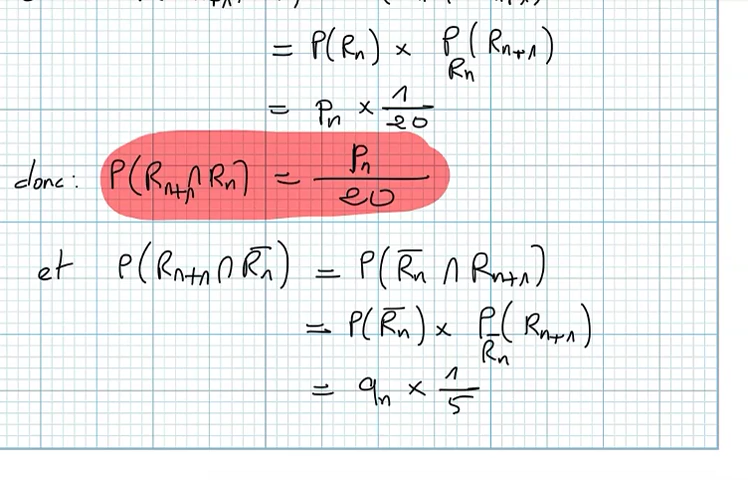 = P(Rn) × P_Rn(Rn+1)
= pn × 1/20
donc: P(Rn+1 ∩ Rn) = pn/20
et P(Rn+1 ∩ R̅n) = P(R̅n ∩ Rn+1)
= P(R̅n) × P_R̅n(Rn+1)
= qn × 1/5